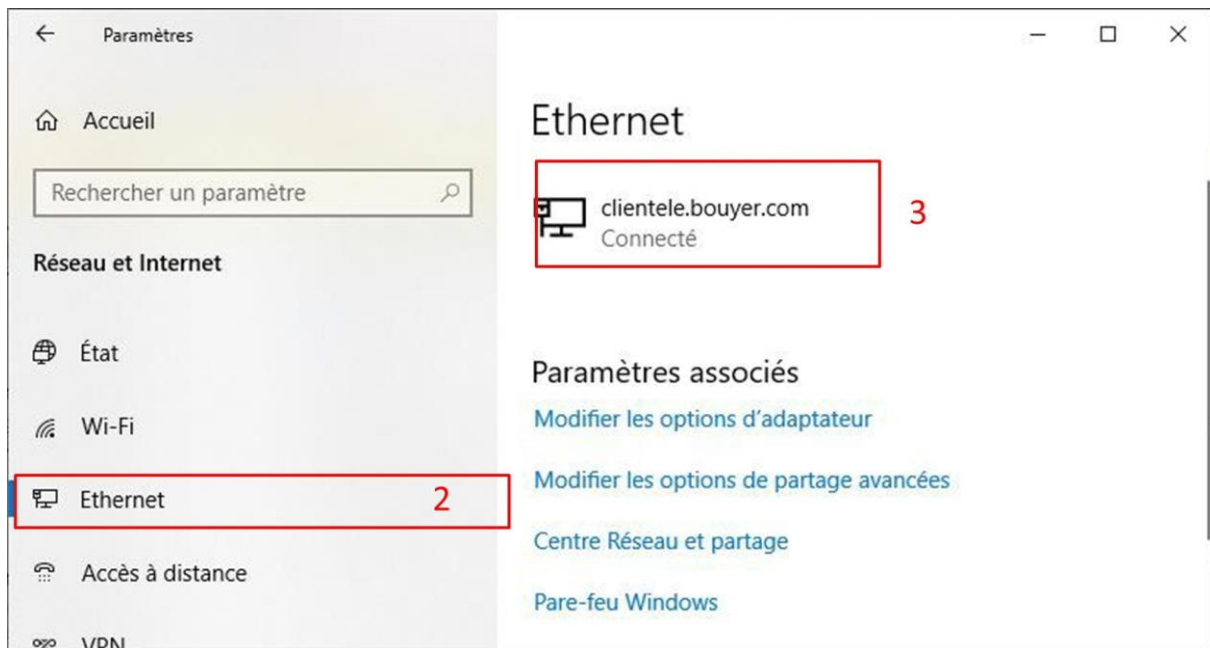 Paramètres
Accueil
Rechercher un paramètre
Réseau et Internet
État
Wi-Fi
Ethernet 2
Accès à distance
VPN
Ethernet
clientele.bouyer.com
Connecté
3
Paramètres associés
Modifier les options d’adaptateur
Modifier les options de partage avancées
Centre Réseau et partage
Pare-feu Windows